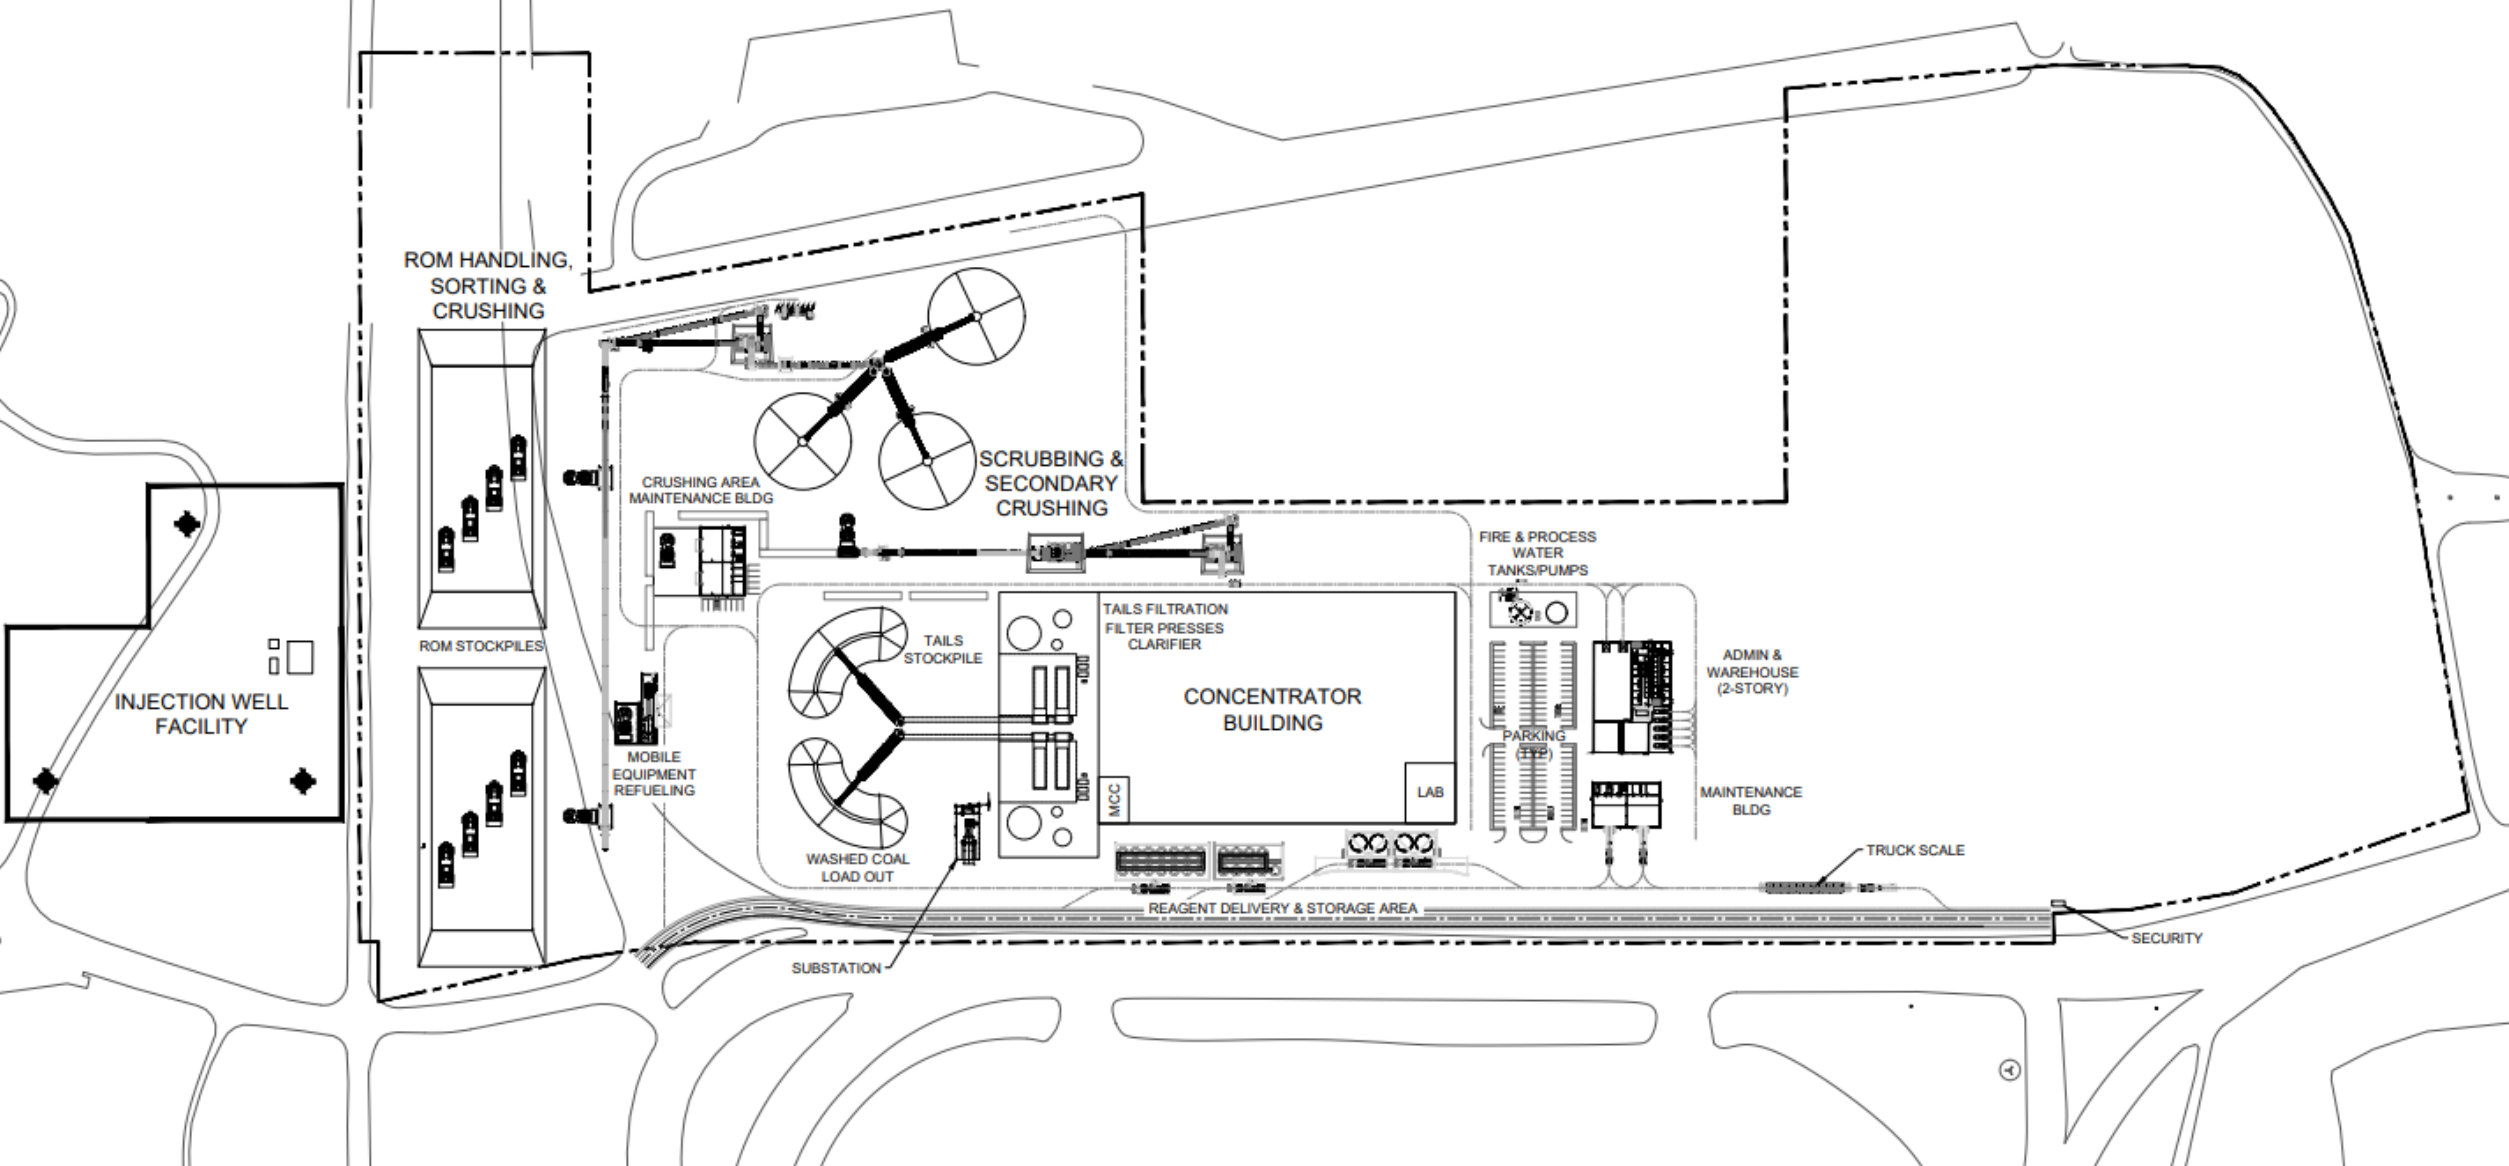 ROM HANDLING,
SORTING &
CRUSHING
SCRUBBING &
SECONDARY
CRUSHING
CRUSHING AREA
MAINTENANCE BLDG
FIRE & PROCESS
WATER
TANKS/PUMPS
TAILS FILTRATION
FILTER PRESSES
CLARIFIER
TAILS
STOCKPILE
ROM STOCKPILES
INJECTION WELL
FACILITY
CONCENTRATOR
BUILDING
ADMIN &
WAREHOUSE
(2-STORY)
PARKING
(TYP)
MOBILE
EQUIPMENT
REFUELING
MCC
LAB
MAINTENANCE
BLDG
WASHED COAL
LOAD OUT
TRUCK SCALE
REAGENT DELIVERY & STORAGE AREA
SUBSTATION
SECURITY